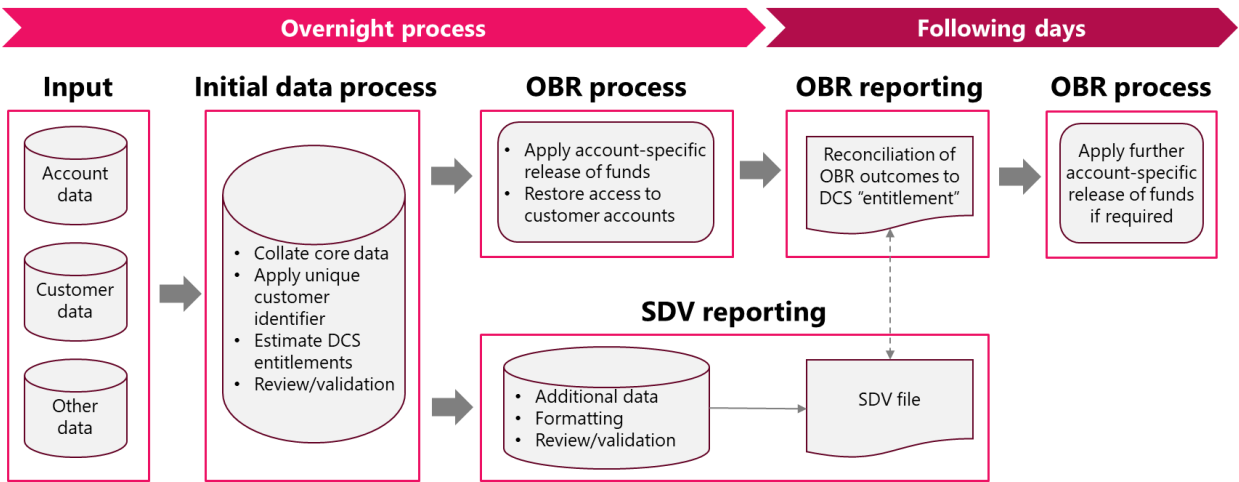 Overnight process
Following days
Input
Account
data
Customer
data
Other
data
Initial data process
• Collate core data
• Apply unique
customer
identifier
• Estimate DCS
entitlements
• Review/validation
OBR process
• Apply account-specific
release of funds
• Restore access to
customer accounts
OBR reporting
Reconciliation of
OBR outcomes to
DCS “entitlement”
OBR process
Apply further
account-specific
release of funds
if required
SDV reporting
• Additional data
• Formatting
• Review/validation
SDV file